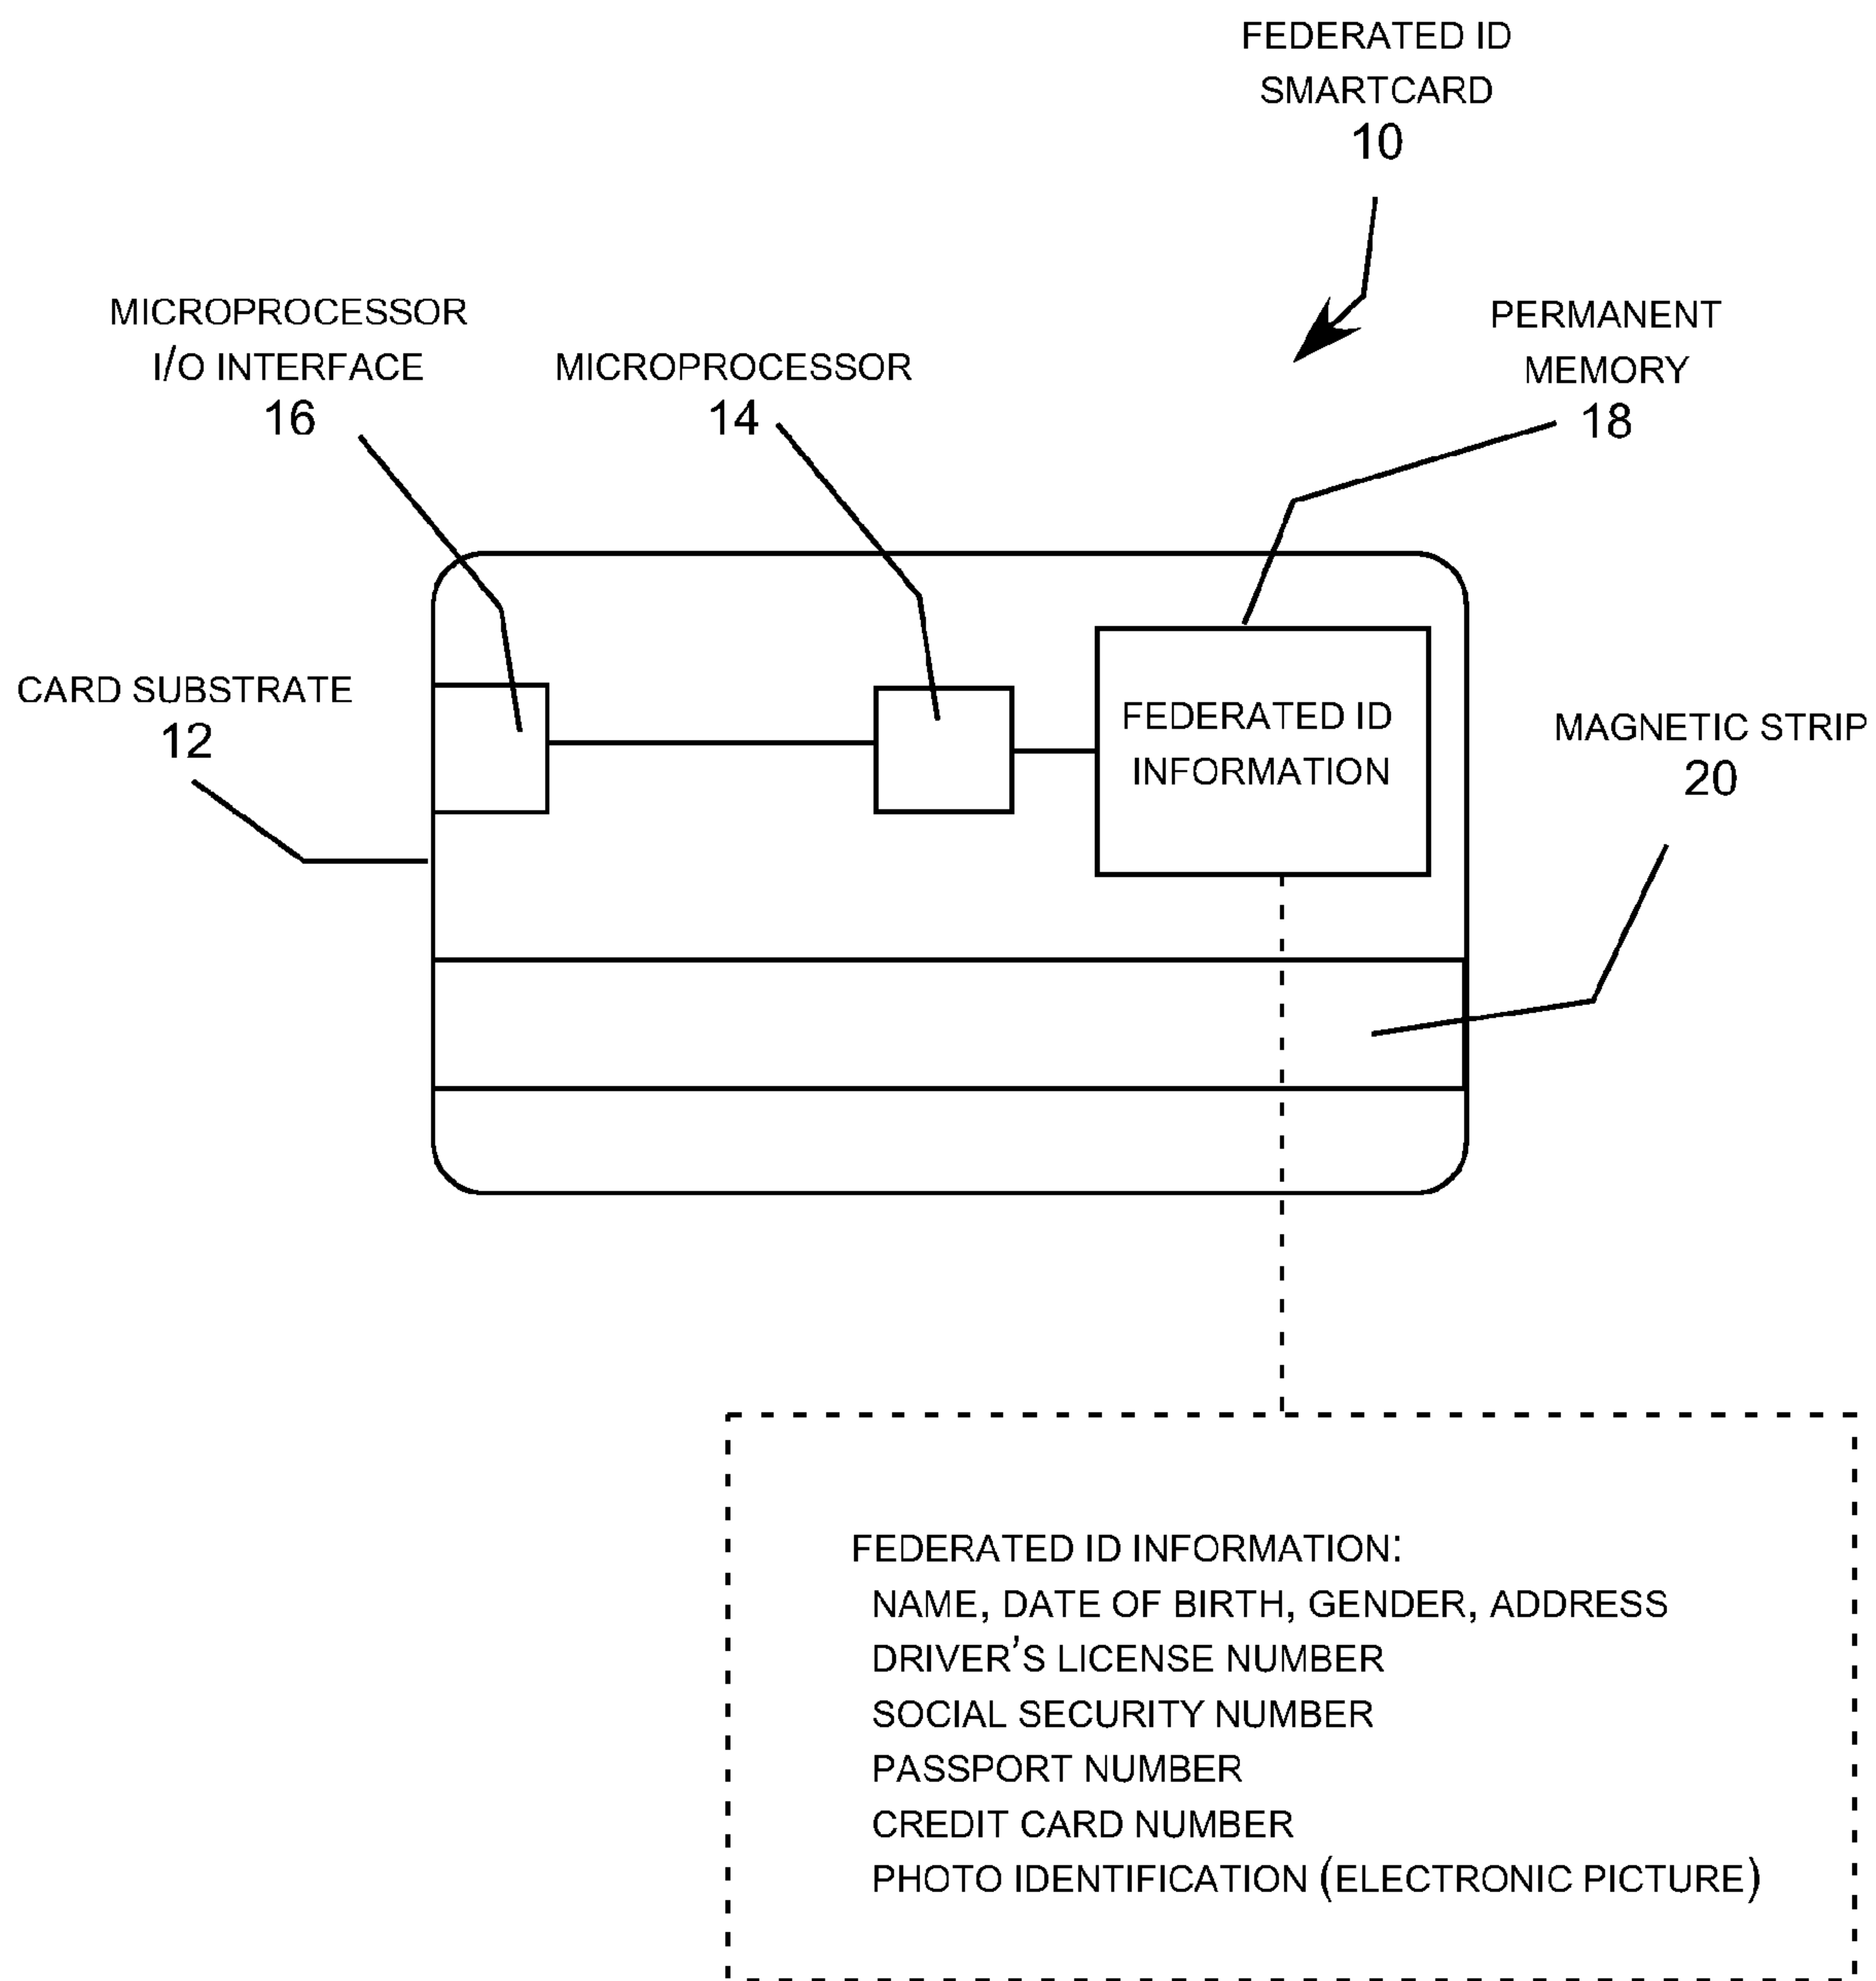 FEDERATED ID
SMARTCARD
10
MICROPROCESSOR
I/O INTERFACE
16
MICROPROCESSOR
14
PERMANENT
MEMORY
18
CARD SUBSTRATE
12
FEDERATED ID
INFORMATION
MAGNETIC STRIP
20
FEDERATED ID INFORMATION:
NAME, DATE OF BIRTH, GENDER, ADDRESS
DRIVER'S LICENSE NUMBER
SOCIAL SECURITY NUMBER
PASSPORT NUMBER
CREDIT CARD NUMBER
PHOTO IDENTIFICATION (ELECTRONIC PICTURE)